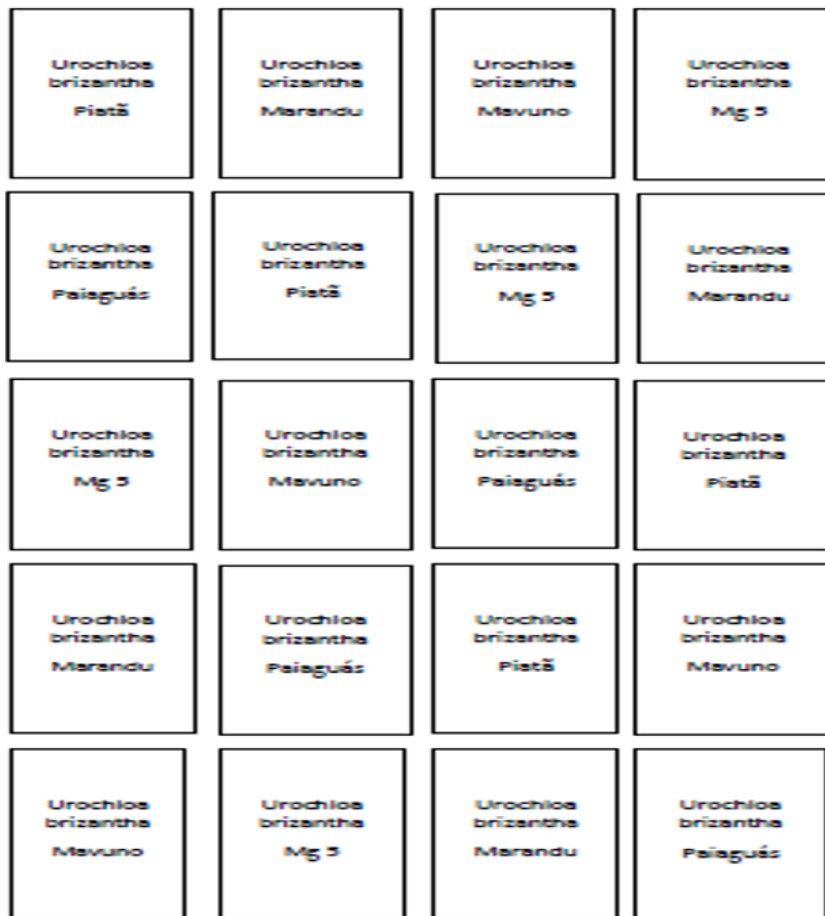 Urochloa
brizantha
Piatã
Urochloa
brizantha
Marandu
Urochloa
brizantha
Mavuno
Urochloa
brizantha
Mg 5
Urochloa
brizantha
Paiaguás
Urochloa
brizantha
Piatã
Urochloa
brizantha
Mg 5
Urochloa
brizantha
Marandu
Urochloa
brizantha
Mg 5
Urochloa
brizantha
Mavuno
Urochloa
brizantha
Paiaguás
Urochloa
brizantha
Piatã
Urochloa
brizantha
Marandu
Urochloa
brizantha
Paiaguás
Urochloa
brizantha
Piatã
Urochloa
brizantha
Mavuno
Urochloa
brizantha
Mavuno
Urochloa
brizantha
Mg 5
Urochloa
brizantha
Marandu
Urochloa
brizantha
Paiaguás